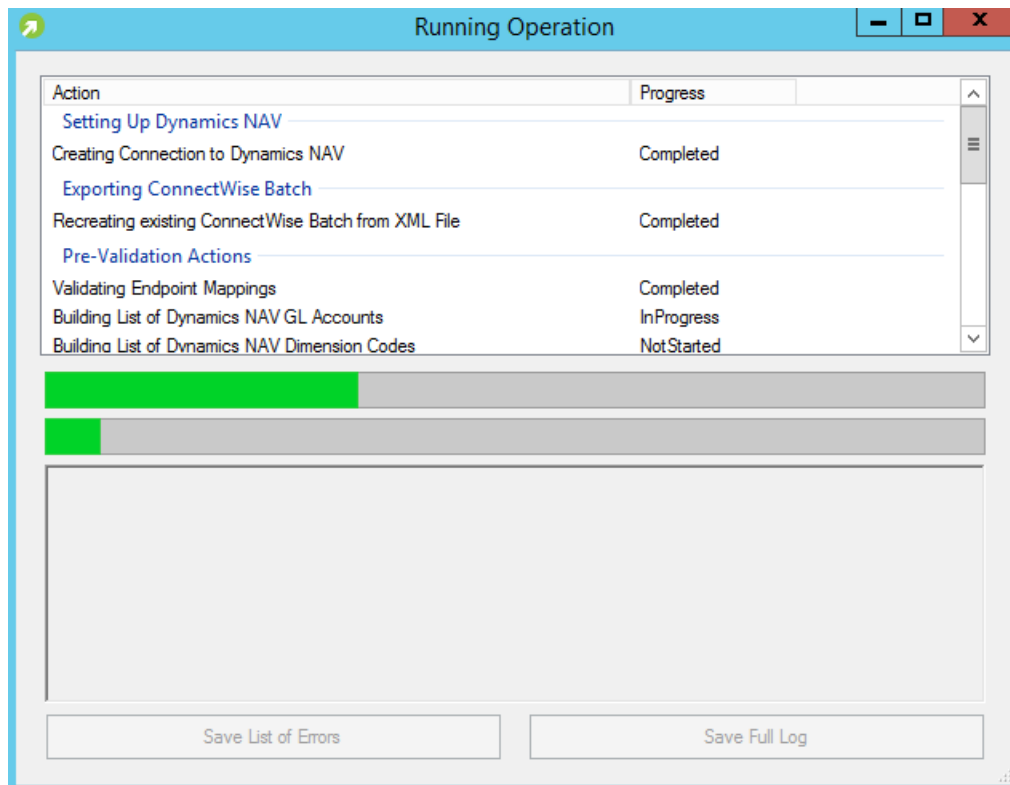 Running Operation
Action Progress
Setting Up Dynamics NAV
Creating Connection to Dynamics NAV Completed
Exporting ConnectWise Batch
Recreating existing ConnectWise Batch from XML File Completed
Pre-Validation Actions
Validating Endpoint Mappings Completed
Building List of Dynamics NAV GL Accounts InProgress
Building List of Dynamics NAV Dimension Codes NotStarted
Save List of Errors Save Full Log